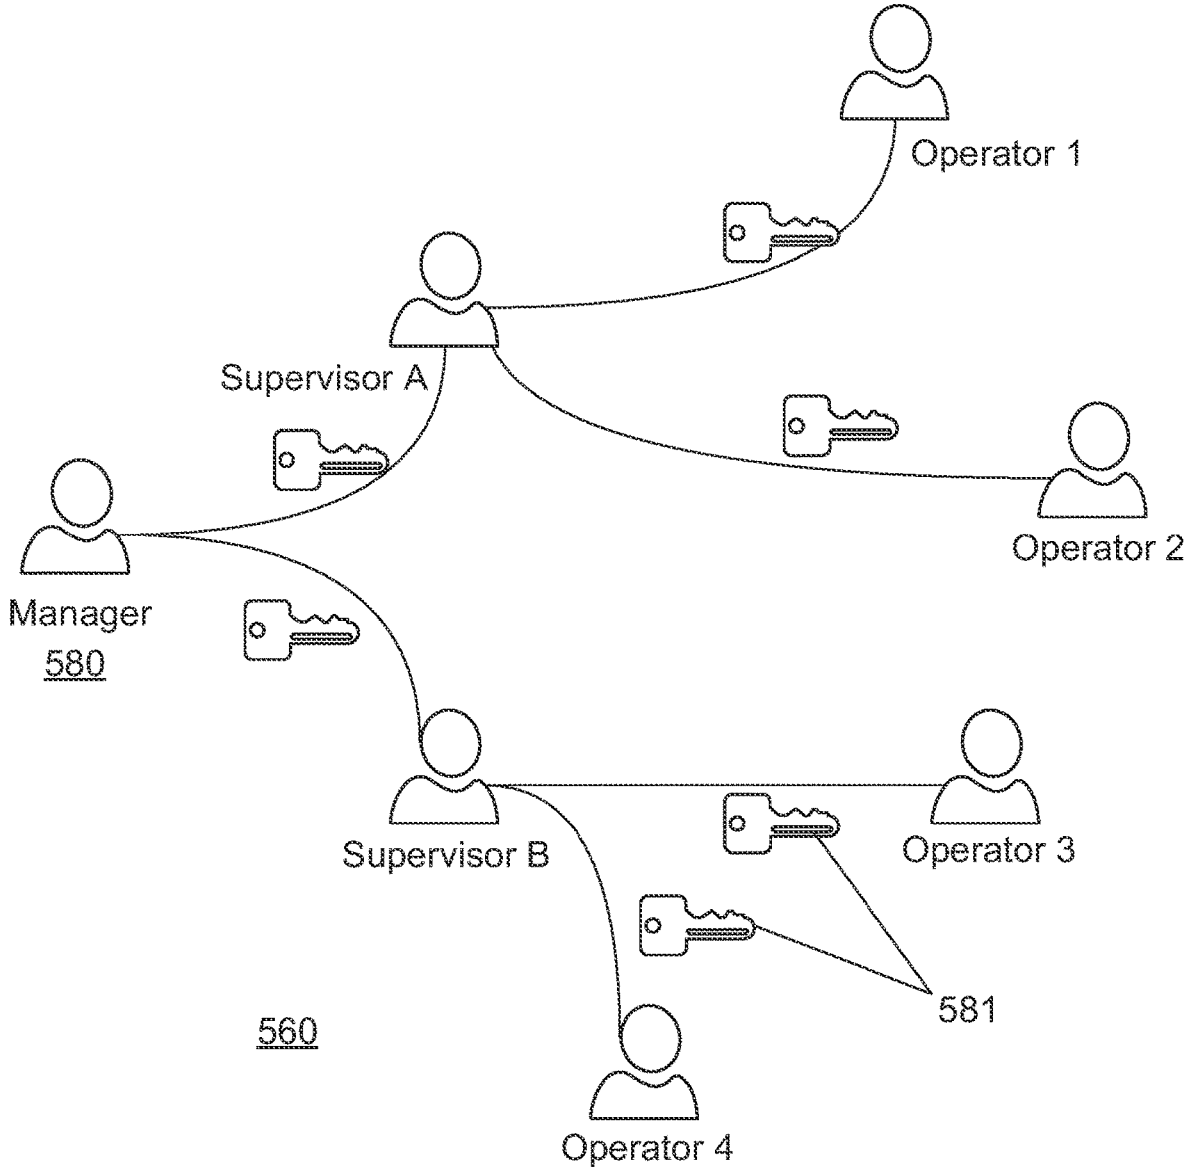 Operator 1
Supervisor A
Operator 2
Manager
580
Supervisor B
Operator 3
581
560
Operator 4